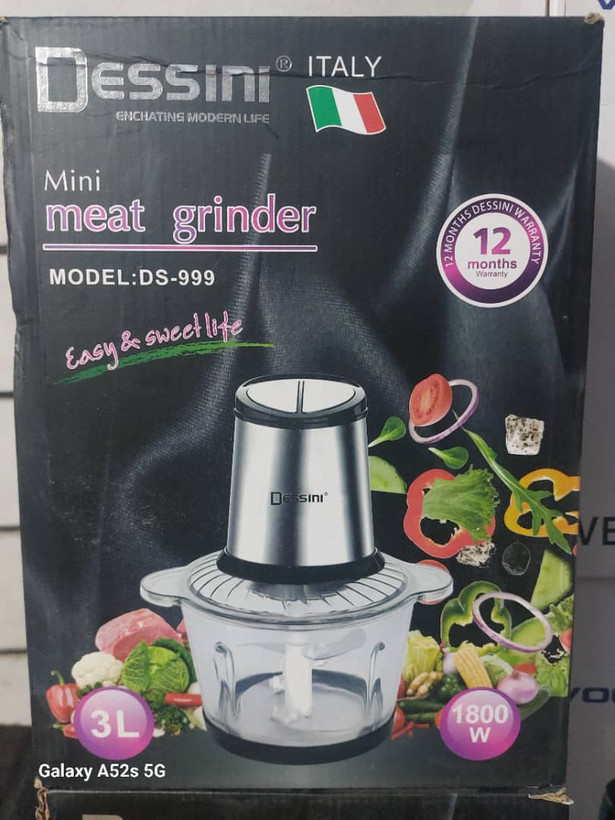 DESSINI® ITALY
ENCHATING MODERN LIFE
Mini
meat grinder
MODEL:DS-999
12 MONTHS DESSINI WARRANTY
12
months
Warranty
Easy & sweet life
DESSINI®
3L
1800
W
Galaxy A52s 5G